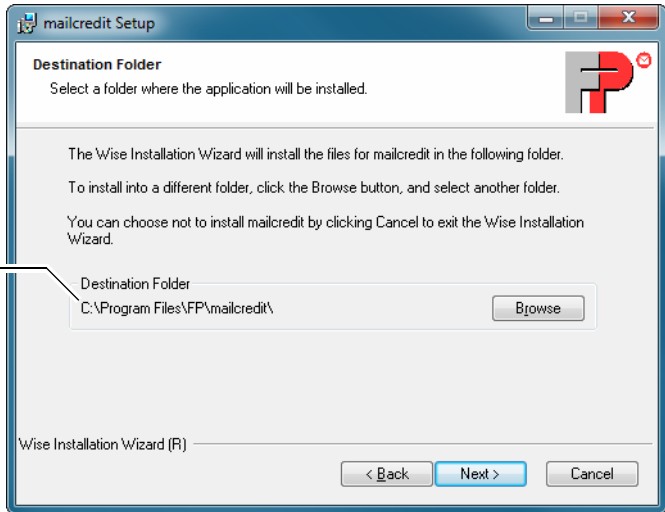 mailcredit Setup
Destination Folder
Select a folder where the application will be installed.
FP
The Wise Installation Wizard will install the files for mailcredit in the following folder.
To install into a different folder, click the Browse button, and select another folder.
You can choose not to install mailcredit by clicking Cancel to exit the Wise Installation
Wizard.
Destination Folder
C:\Program Files\FP\mailcredit\
Browse
Wise Installation Wizard (R)
< Back
Next >
Cancel